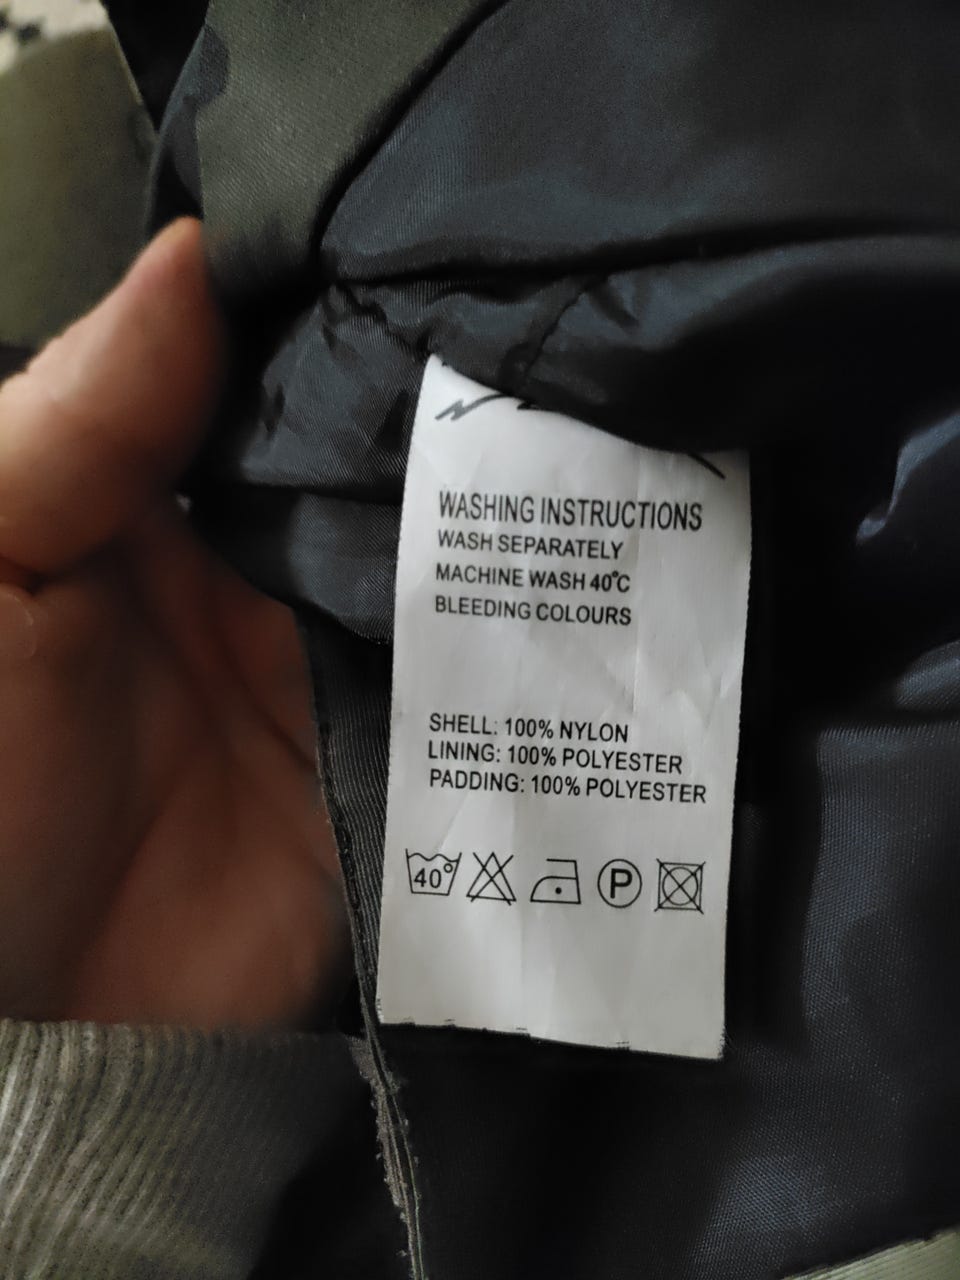 WASHING INSTRUCTIONS
WASH SEPARATELY
MACHINE WASH 40°C
BLEEDING COLOURS
SHELL: 100% NYLON
LINING: 100% POLYESTER
PADDING: 100% POLYESTER
40° P